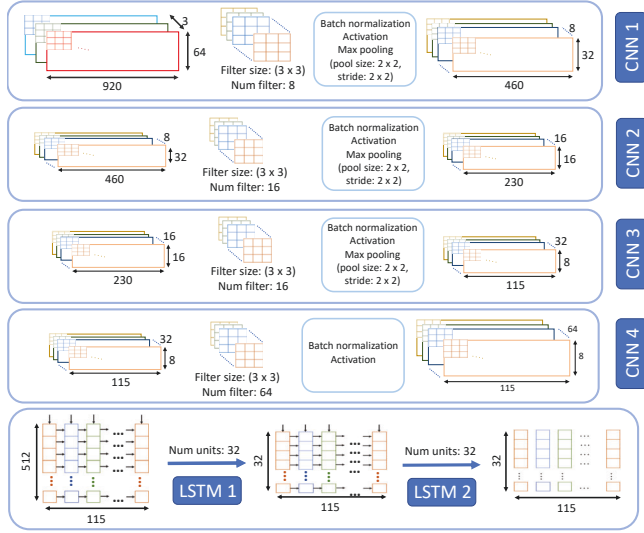 3
64
920
Filter size: (3 x 3)
Num filter: 8
Batch normalization
Activation
Max pooling
(pool size: 2 x 2,
stride: 2 x 2)
8
32
460
CNN 1
8
32
460
Filter size: (3 x 3)
Num filter: 16
Batch normalization
Activation
Max pooling
(pool size: 2 x 2,
stride: 2 x 2)
16
16
230
CNN 2
16
16
230
Filter size: (3 x 3)
Num filter: 16
Batch normalization
Activation
Max pooling
(pool size: 2 x 2,
stride: 2 x 2)
32
8
115
CNN 3
32
8
115
Filter size: (3 x 3)
Num filter: 64
Batch normalization
Activation
64
8
115
CNN 4
512
115
Num units: 32
LSTM 1
32
115
Num units: 32
LSTM 2
32
115